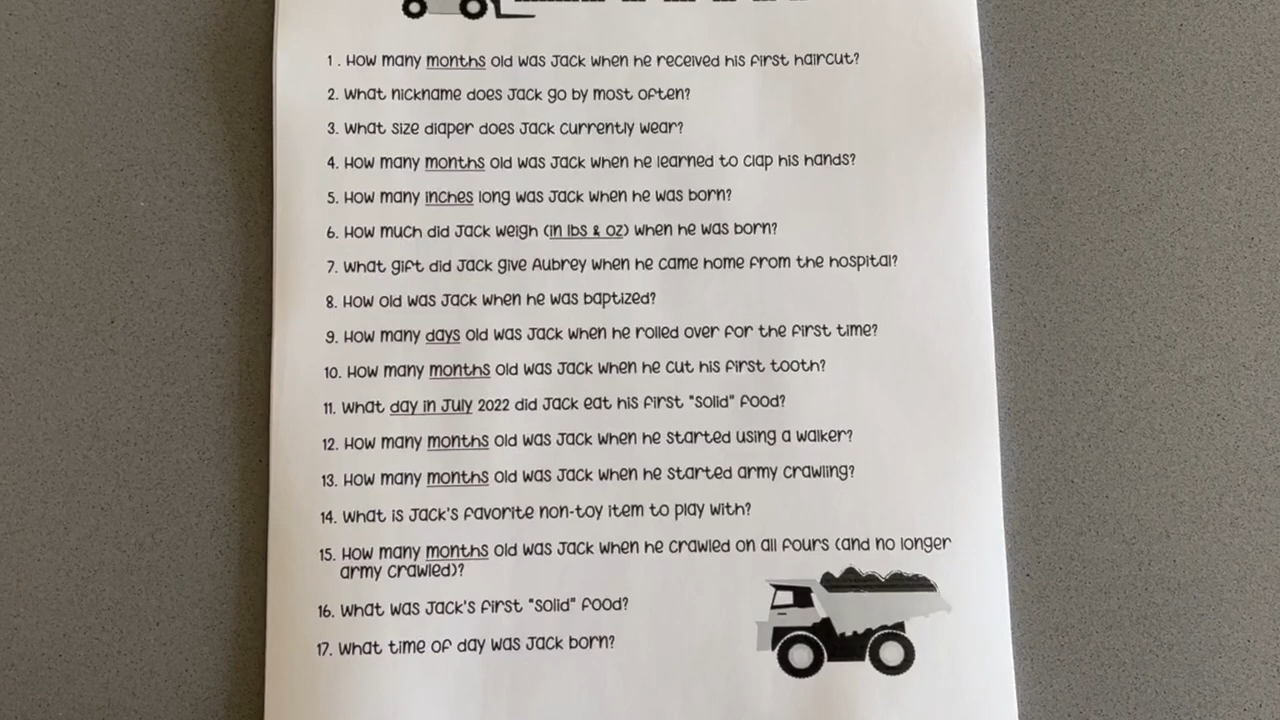 1. How many months old was Jack when he received his first haircut?
2. What nickname does Jack go by most often?
3. What size diaper does Jack currently wear?
4. How many months old was Jack when he learned to clap his hands?
5. How many inches long was Jack when he was born?
6. How much did Jack weigh (in lbs & oz) when he was born?
7. What gift did Jack give Aubrey when he came home from the hospital?
8. How old was Jack when he was baptized?
9. How many days old was Jack when he rolled over for the first time?
10. How many months old was Jack when he cut his first tooth?
11. What day in July 2022 did Jack eat his first "solid" food?
12. How many months old was Jack when he started using a walker?
13. How many months old was Jack when he started army crawling?
14. What is Jack's favorite non-toy item to play with?
15. How many months old was Jack when he crawled on all fours (and no longer
army crawled)?
16. What was Jack's first "solid" food?
17. What time of day was Jack born?